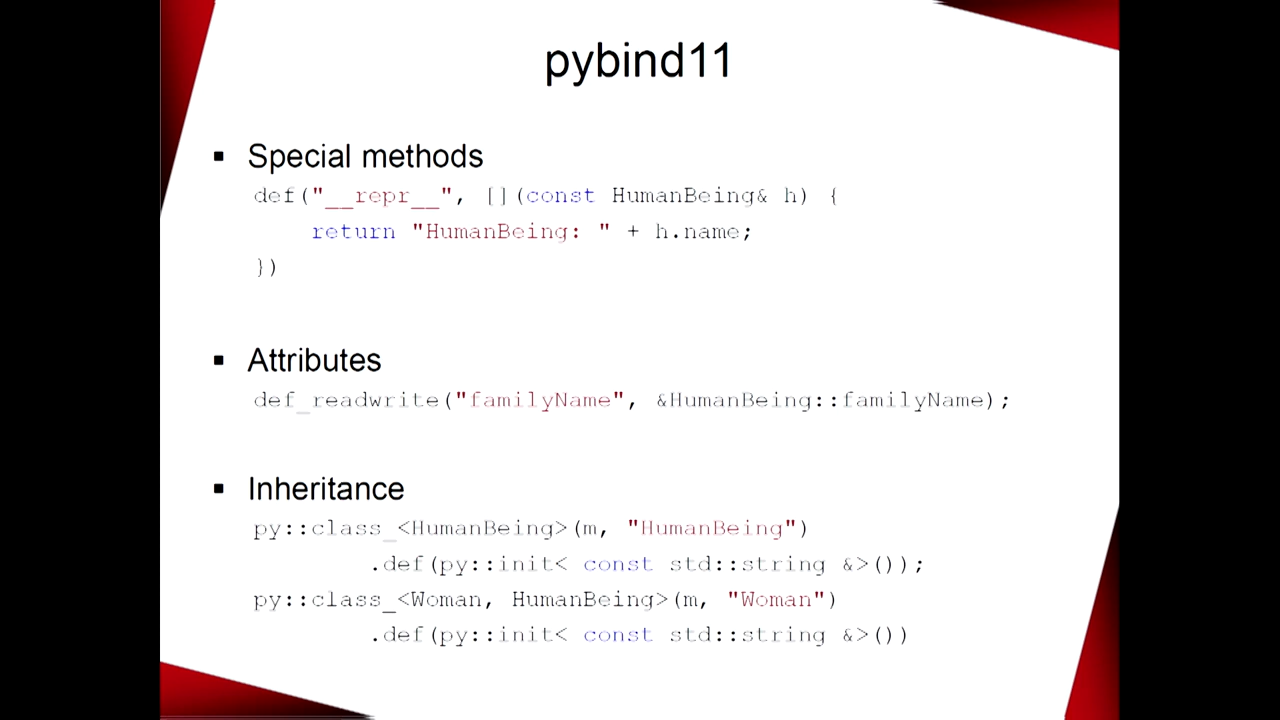 pybind11
▪ Special methods
def("__repr__", [](const HumanBeing& h) {
return "HumanBeing: " + h.name;
})
▪ Attributes
def_readwrite("familyName", &HumanBeing::familyName);
▪ Inheritance
py::class_<HumanBeing>(m, "HumanBeing")
.def(py::init< const std::string &>());
py::class_<Woman, HumanBeing>(m, "Woman")
.def(py::init< const std::string &>())